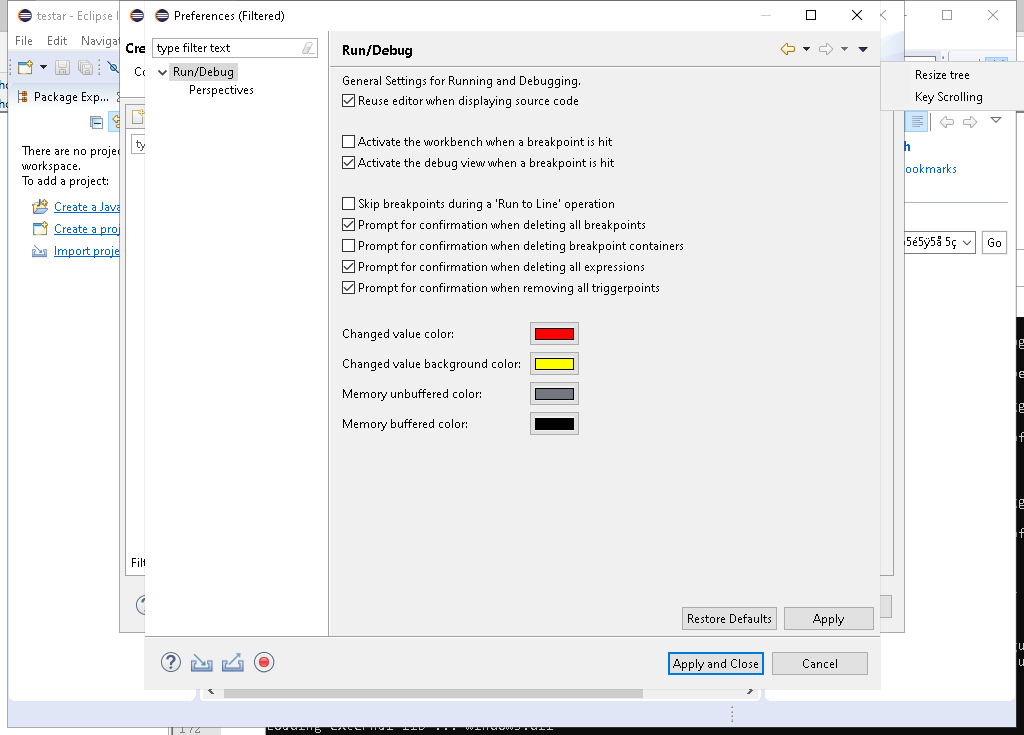 testar - Eclipse I
Preferences (Filtered)
File Edit Naviga
Cre
type filter text
Run/Debug
Resize tree
Key Scrolling
Run/Debug
Perspectives
General Settings for Running and Debugging.
Reuse editor when displaying source code
Package Exp...
Activate the workbench when a breakpoint is hit
Activate the debug view when a breakpoint is hit
There are no proje
workspace.
To add a project:
Create a Java
Create a proj
Import proje
ookmarks
Skip breakpoints during a 'Run to Line' operation
Prompt for confirmation when deleting all breakpoints
Prompt for confirmation when deleting breakpoint containers
Prompt for confirmation when deleting all expressions
Prompt for confirmation when removing all triggerpoints
Go
Changed value color:
Changed value background color:
Memory unbuffered color:
Memory buffered color:
Filt
Restore Defaults Apply
Apply and Close Cancel
172
Loading external lib ... windows.dll